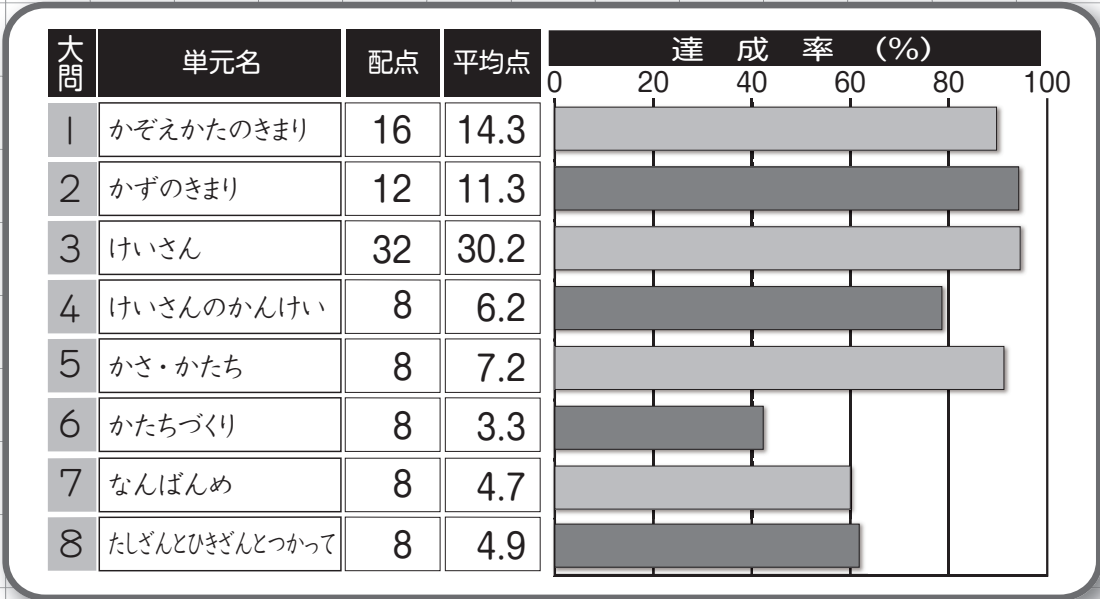 大問 単元名 配点 平均点 達成率 (%)
0 20 40 60 80 100
1 かぞえかたのきまり 16 14.3
2 かずのきまり 12 11.3
3 けいさん 32 30.2
4 けいさんのかんけい 8 6.2
5 かさ・かたち 8 7.2
6 かたちづくり 8 3.3
7 なんばんめ 8 4.7
8 たしざんとひきざんとつかって 8 4.9